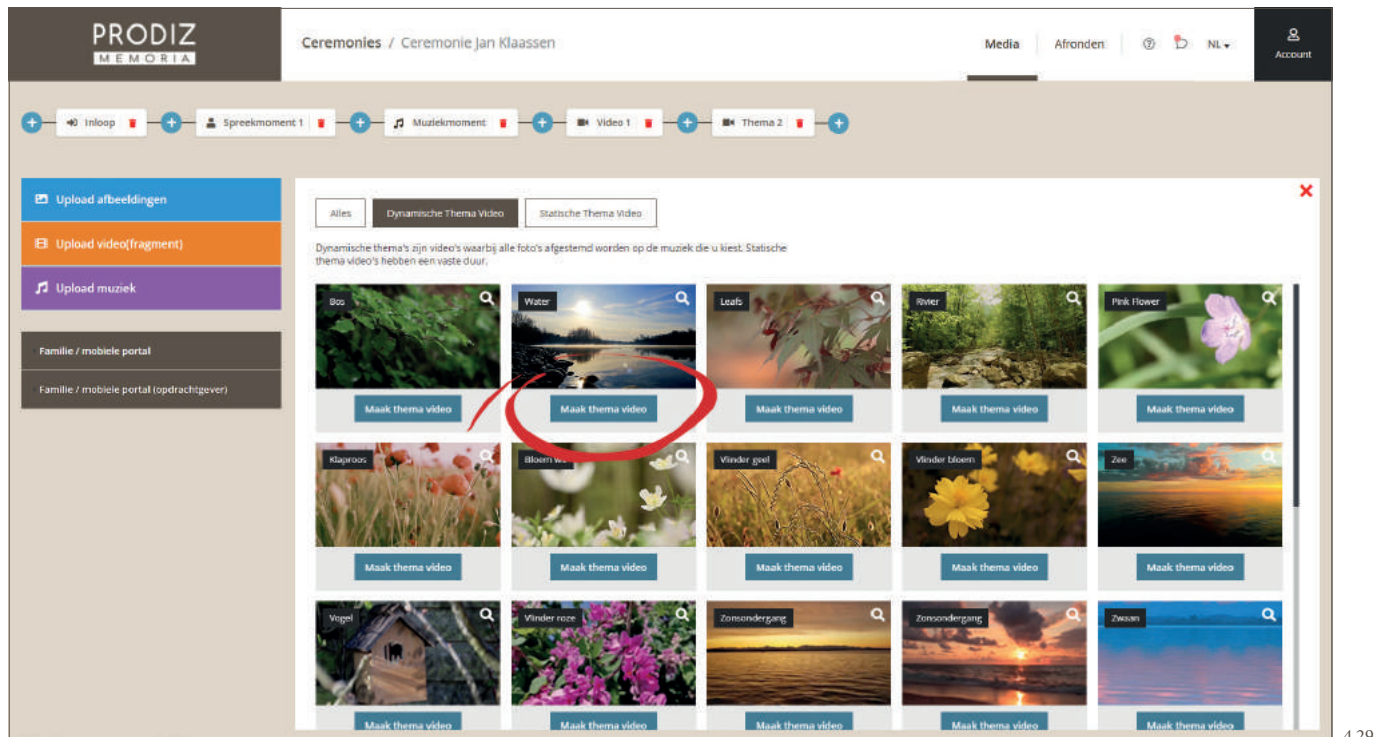 PRODIZ
MEMORIA
Ceremonies / Ceremonie Jan Klaassen
Media
Afronden
NL
Account
Inloop
Spreekmoment 1
Muziekmoment
Video 1
Thema 2
Upload afbeeldingen
Upload video(fragment)
Upload muziek
Familie / mobiele portal
Familie / mobiele portal (opdrachtgever)
Alles
Dynamische Thema Video
Statische Thema Video
Dynamische thema's zijn video's waarbij alle foto's afgestemd worden op de muziek die u kiest. Statische
thema video's hebben een vaste duur.
Bos
Water
Leafs
Rivier
Pink Flower
Maak thema video
Maak thema video
Maak thema video
Maak thema video
Maak thema video
Klaproos
Bloem
Vlinder geel
Vlinder bloem
Zee
Maak thema video
Maak thema video
Maak thema video
Maak thema video
Maak thema video
Vogel
Vlinder roze
Zonsondergang
Zonsondergang
Zwaan
Maak thema video
Maak thema video
Maak thema video
Maak thema video
Maak thema video
4.29